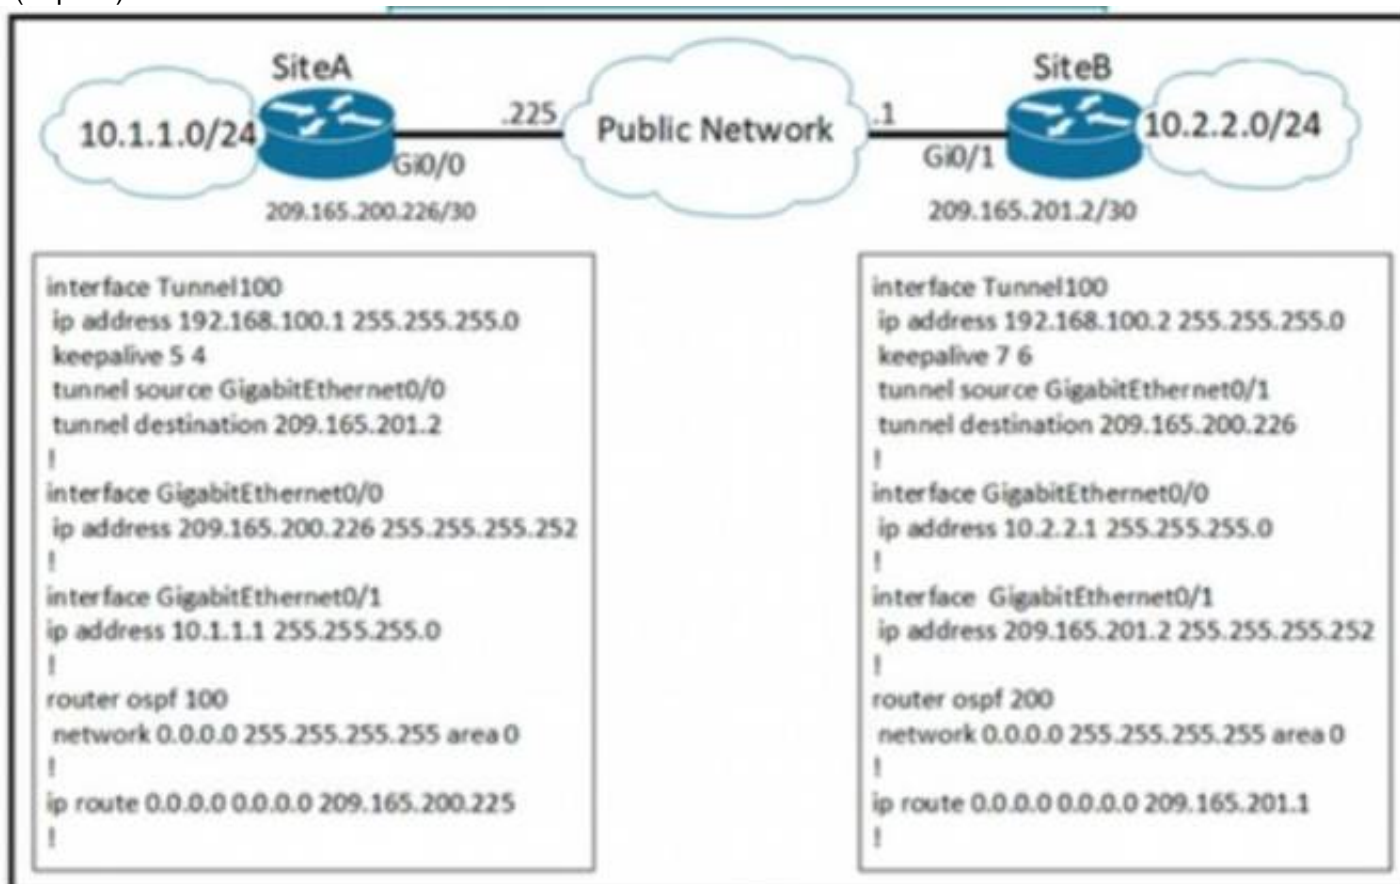 SiteA
SiteB
10.1.1.0/24
.225
Public Network
.1
10.2.2.0/24
Gi0/0
Gi0/1
209.165.200.226/30
209.165.201.2/30
interface Tunnel100
ip address 192.168.100.1 255.255.255.0
keepalive 5 4
tunnel source GigabitEthernet0/0
tunnel destination 209.165.201.2
!
interface GigabitEthernet0/0
ip address 209.165.200.226 255.255.255.252
!
interface GigabitEthernet0/1
ip address 10.1.1.1 255.255.255.0
!
router ospf 100
network 0.0.0.0 255.255.255.255 area 0
!
ip route 0.0.0.0 0.0.0.0 209.165.200.225
!
interface Tunnel100
ip address 192.168.100.2 255.255.255.0
keepalive 7 6
tunnel source GigabitEthernet0/1
tunnel destination 209.165.200.226
!
interface GigabitEthernet0/0
ip address 10.2.2.1 255.255.255.0
!
interface GigabitEthernet0/1
ip address 209.165.201.2 255.255.255.252
!
router ospf 200
network 0.0.0.0 255.255.255.255 area 0
!
ip route 0.0.0.0 0.0.0.0 209.165.201.1
!